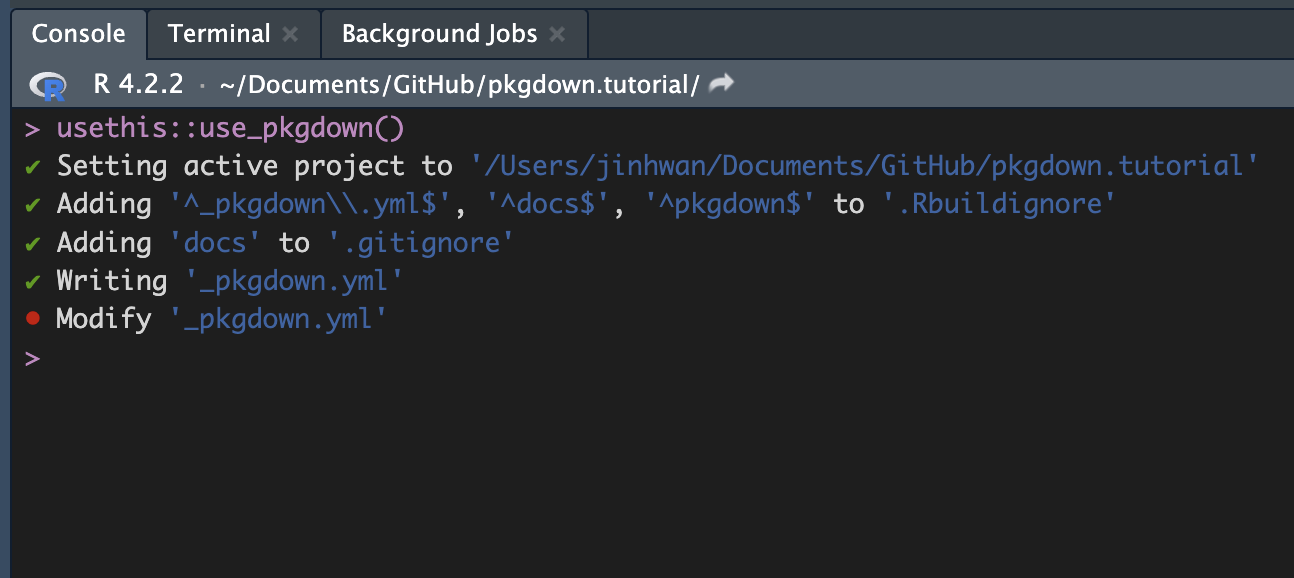 Console Terminal × Background Jobs ×
R R 4.2.2 · ~/Documents/GitHub/pkgdown.tutorial/
> usethis::use_pkgdown()
✔ Setting active project to '/Users/jinhwan/Documents/GitHub/pkgdown.tutorial'
✔ Adding '^_pkgdown\\.yml$', '^docs$', '^pkgdown$' to '.Rbuildignore'
✔ Adding 'docs' to '.gitignore'
✔ Writing '_pkgdown.yml'
● Modify '_pkgdown.yml'
>